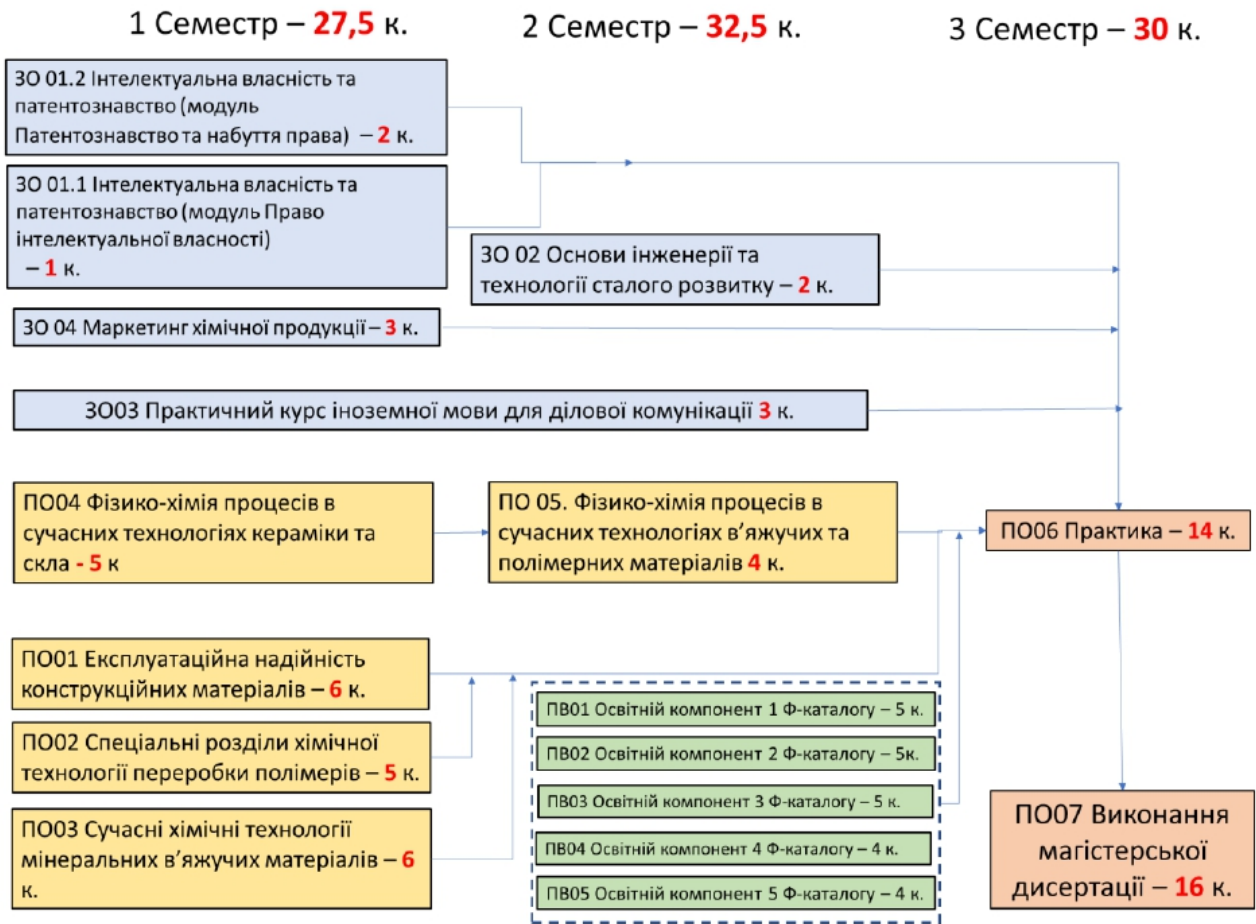 1 Семестр – 27,5 к.
2 Семестр – 32,5 к.
3 Семестр – 30 к.
ЗО 01.2 Інтелектуальна власність та
патентознавство (модуль
Патентознавство та набуття права) – 2 к.
ЗО 01.1 Інтелектуальна власність та
патентознавство (модуль Право
інтелектуальної власності)
– 1 к.
ЗО 02 Основи інженерії та
технології сталого розвитку – 2 к.
ЗО 04 Маркетинг хімічної продукції – 3 к.
ЗО03 Практичний курс іноземної мови для ділової комунікації 3 к.
ПО04 Фізико-хімія процесів в
сучасних технологіях кераміки та
скла - 5 к
ПО 05. Фізико-хімія процесів в
сучасних технологіях в’яжучих та
полімерних матеріалів 4 к.
ПО06 Практика – 14 к.
ПО01 Експлуатаційна надійність
конструкційних матеріалів – 6 к.
ПО02 Спеціальні розділи хімічної
технології переробки полімерів – 5 к.
ПО03 Сучасні хімічні технології
мінеральних в’яжучих матеріалів – 6
к.
ПВ01 Освітній компонент 1 Ф-каталогу – 5 к.
ПВ02 Освітній компонент 2 Ф-каталогу – 5к.
ПВ03 Освітній компонент 3 Ф-каталогу – 5 к.
ПВ04 Освітній компонент 4 Ф-каталогу – 4 к.
ПВ05 Освітній компонент 5 Ф-каталогу – 4 к.
ПО07 Виконання
магістерської
дисертації – 16 к.